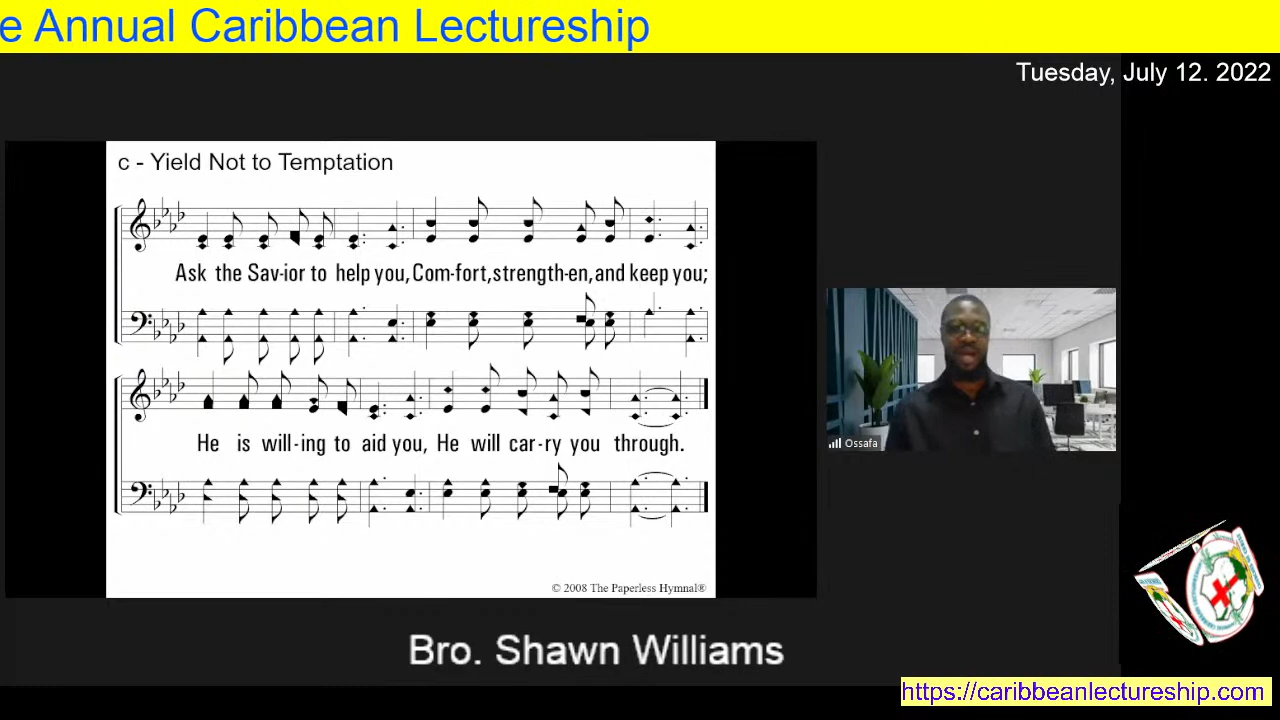 e Annual Caribbean Lectureship
Tuesday, July 12. 2022
c - Yield Not to Temptation
Ask the Sav-ior to help you, Com-fort, strength-en, and keep you;
He is will-ing to aid you, He will car-ry you through.
© 2008 The Paperless Hymnal®
Ossafa
Bro. Shawn Williams
https://caribbeanlectureship.com